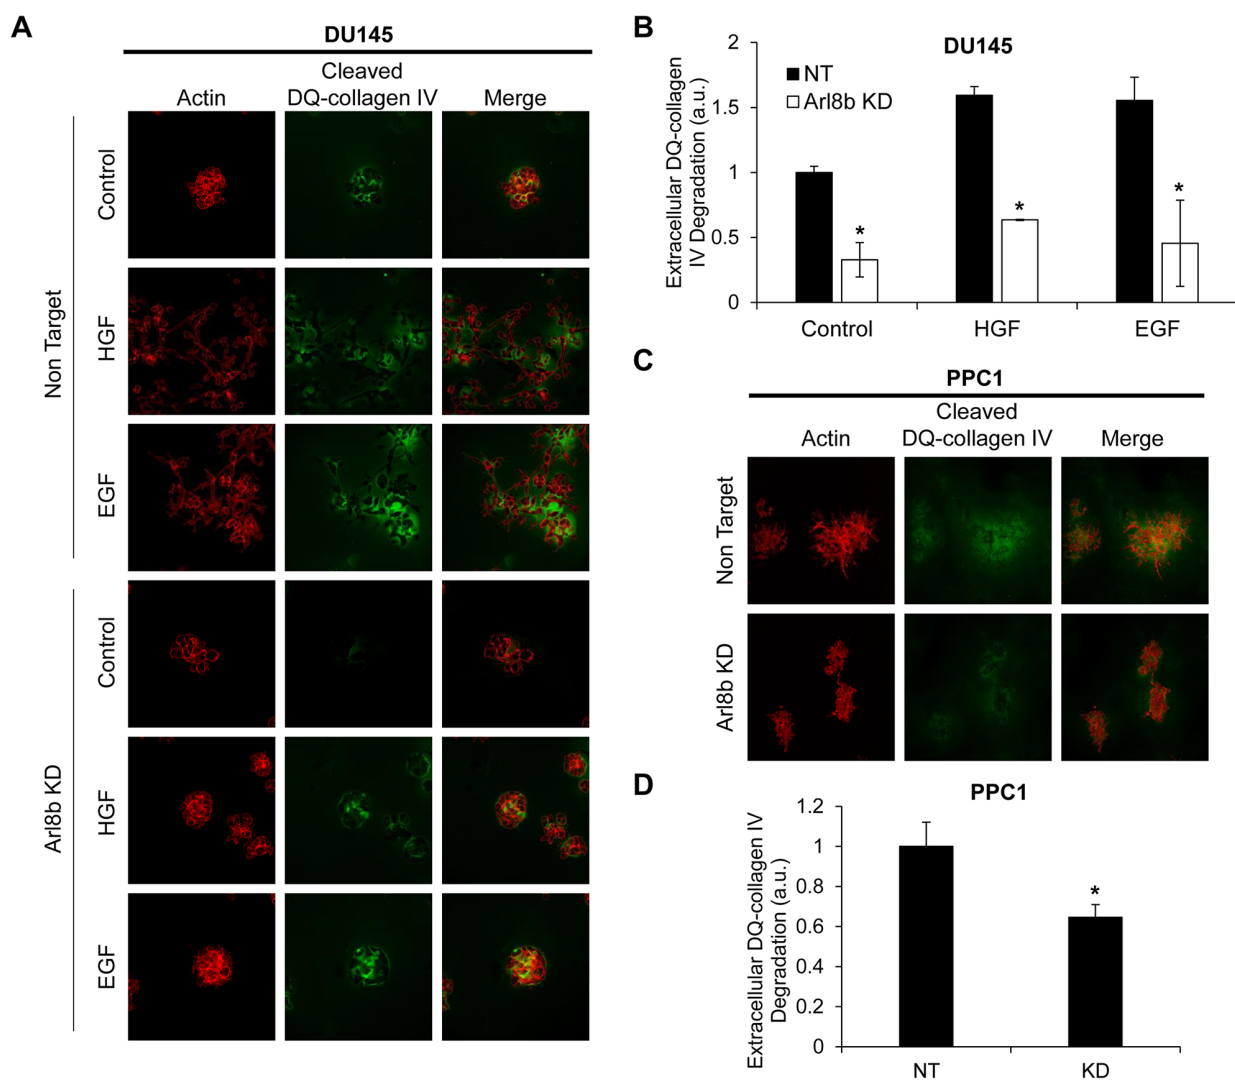 A
DU145
Actin
Cleaved
DQ-collagen IV
Merge
Non Target
Control
HGF
EGF
Arl8b KD
Control
HGF
EGF
B
DU145
NT
Arl8b KD
Extracellular DQ-collagen
IV Degradation (a.u.)
2
1.5
1
0.5
0
*
*
*
Control
HGF
EGF
C
PPC1
Actin
Cleaved
DQ-collagen IV
Merge
Non Target
Arl8b KD
D
PPC1
Extracellular DQ-collagen IV
Degradation (a.u.)
1.2
1
0.8
0.6
0.4
0.2
0
*
NT
KD